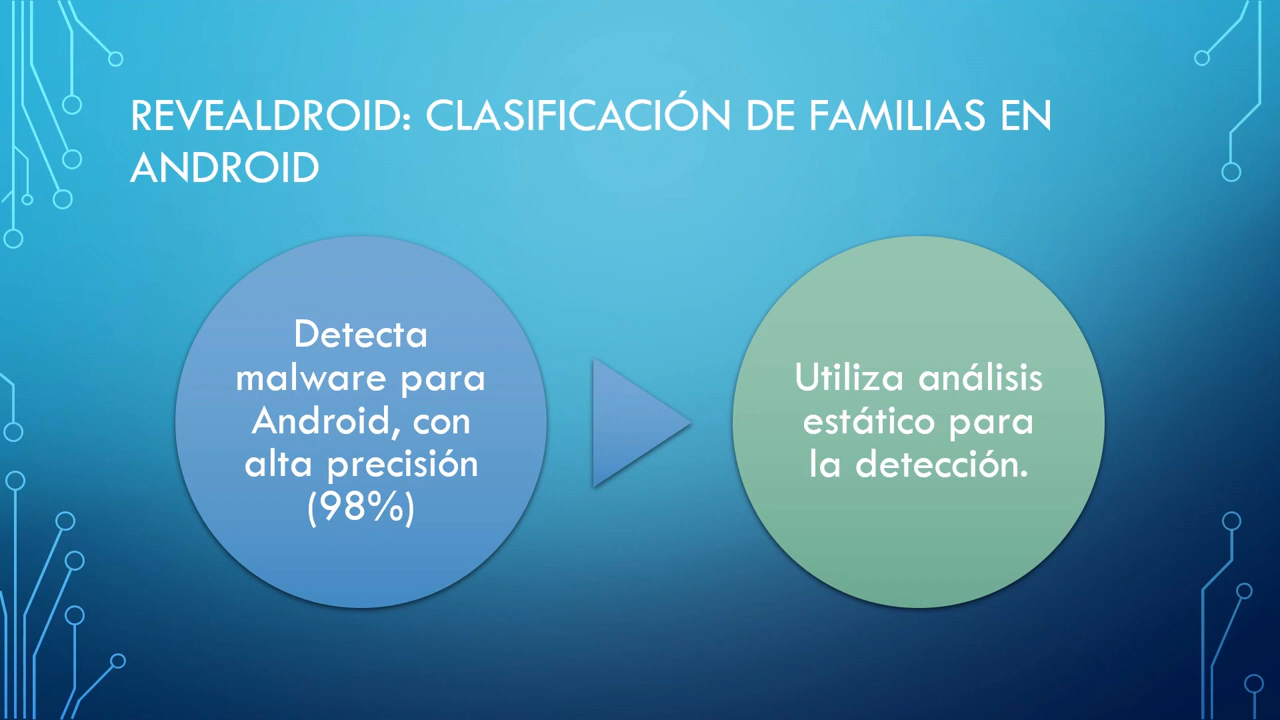 REVEALDROID: CLASIFICACIÓN DE FAMILIAS EN
ANDROID
Detecta
malware para
Android, con
alta precisión
(98%)
Utiliza análisis
estático para
la detección.